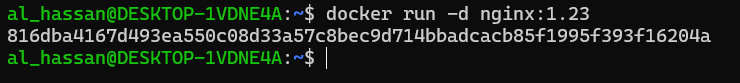 al_hassan@DESKTOP-1VDNE4A:~$ docker run -d nginx:1.23
816dba4167d493ea550c08d33a57c8bec9d714bbadcacb85f1995f393f16204a
al_hassan@DESKTOP-1VDNE4A:~$